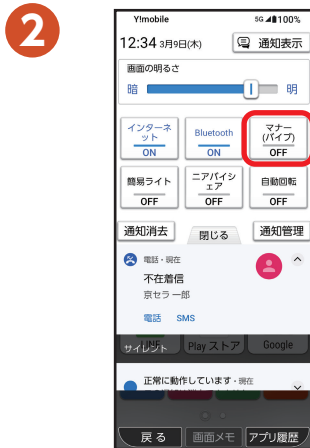 2
Y!mobile 5G 100%
12:34 3月9日(木) 通知表示
画面の明るさ
暗 明
インターネ
ット
ON
Bluetooth
ON
マナー
(バイブ)
OFF
簡易ライト
OFF
ニアバイシ
ェア
OFF
自動回転
OFF
通知消去 閉じる 通知管理
電話・現在
不在着信
京セラ 一郎
電話 SMS
サイレント LINE Play ストア Google
正常に動作しています・現在
戻る 画面メモ アプリ履歴